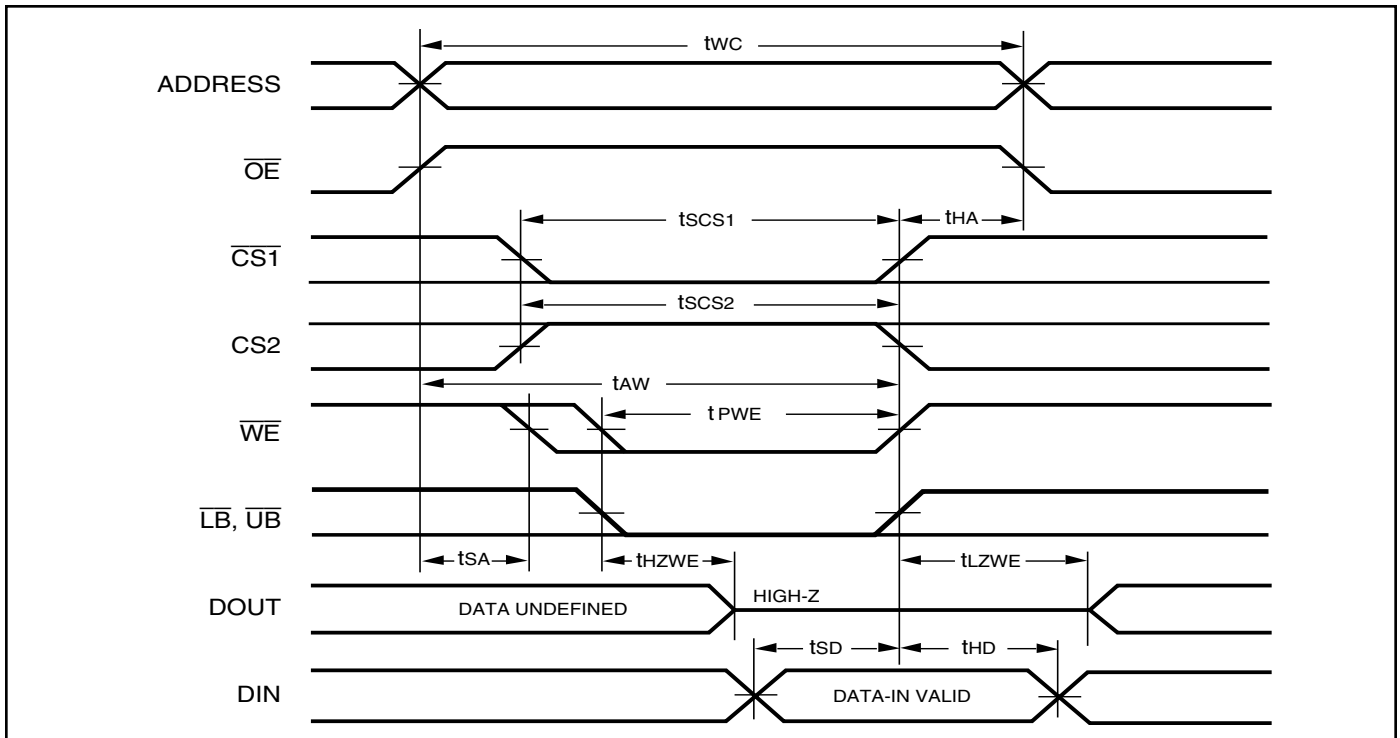 tWC
ADDRESS
OE
tSCS1 tHA
CS1
tSCS2
CS2
tAW
WE tPWE
LB, UB
tSA tHZWE tLZWE
DOUT DATA UNDEFINED HIGH-Z
tSD tHD
DIN DATA-IN VALID